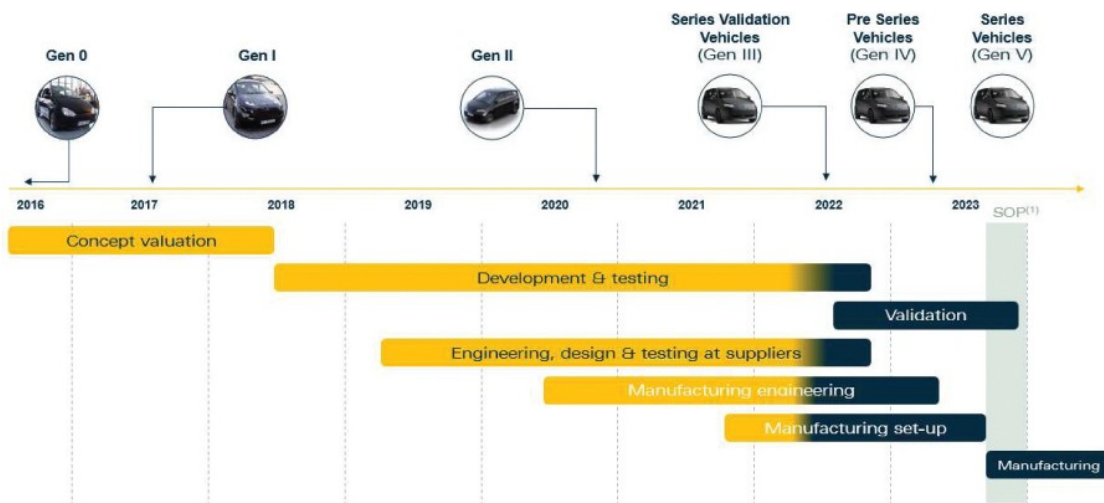 Gen 0
Gen I
Gen II
Series Validation
Vehicles
(Gen III)
Pre Series
Vehicles
(Gen IV)
Series
Vehicles
(Gen V)
2016
2017
2018
2019
2020
2021
2022
2023
SOP(1)
Concept valuation
Development & testing
Validation
Engineering, design & testing at suppliers
Manufacturing engineering
Manufacturing set-up
Manufacturing